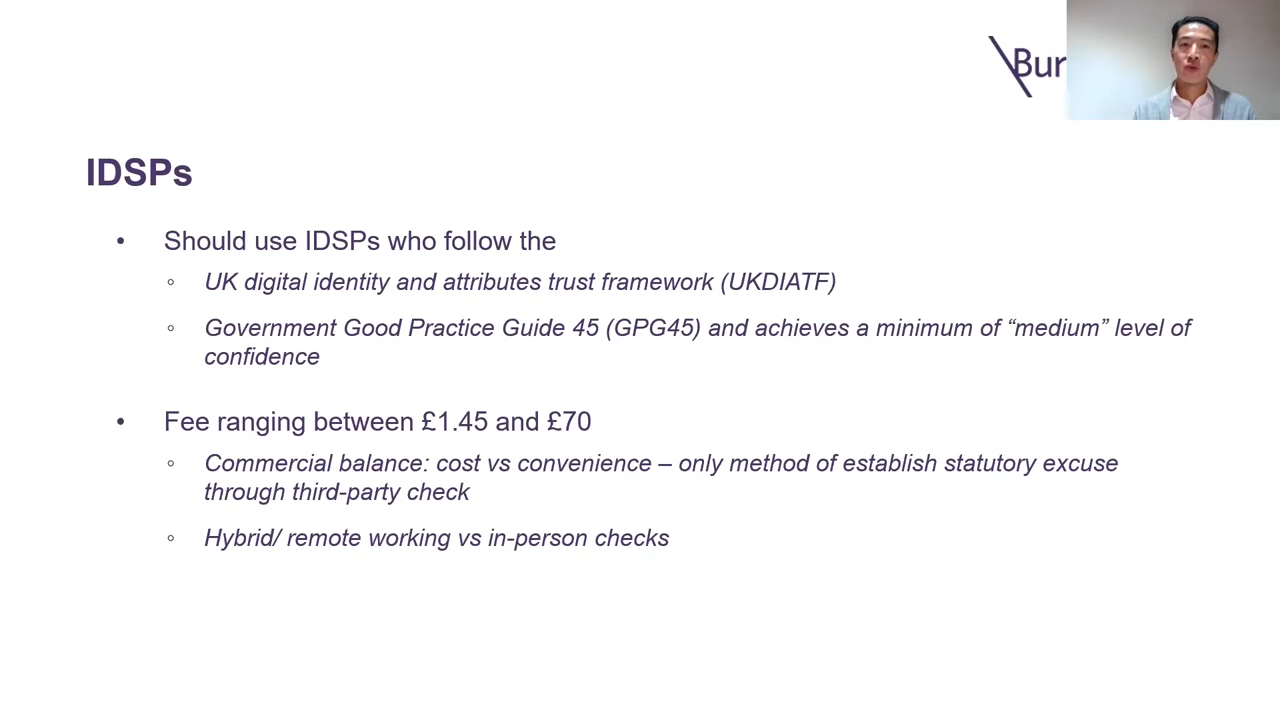 Bur
IDSPs
• Should use IDSPs who follow the
◦ UK digital identity and attributes trust framework (UKDIATF)
◦ Government Good Practice Guide 45 (GPG45) and achieves a minimum of “medium” level of
confidence
• Fee ranging between £1.45 and £70
◦ Commercial balance: cost vs convenience – only method of establish statutory excuse
through third-party check
◦ Hybrid/ remote working vs in-person checks